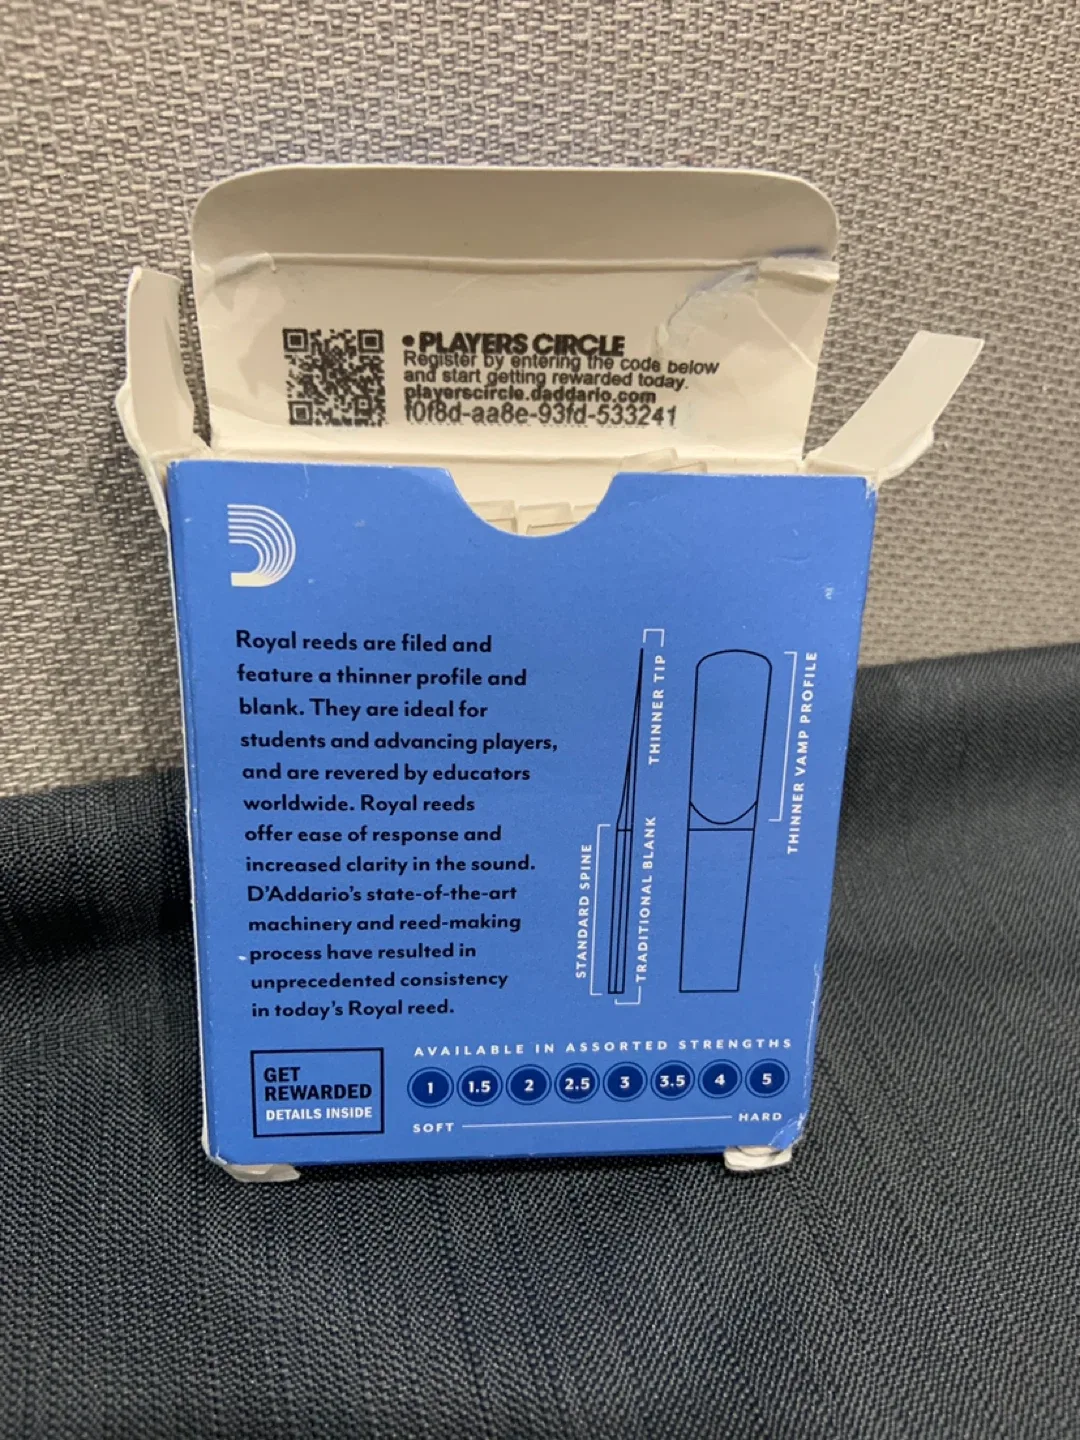 • PLAYERS CIRCLE
Register by entering the code below
and start getting rewarded today.
playerscircle.daddario.com
f0f8d-aa8e-93fd-533241
Royal reeds are filed and
feature a thinner profile and
blank. They are ideal for
students and advancing players,
and are revered by educators
worldwide. Royal reeds
offer ease of response and
increased clarity in the sound.
D'Addario's state-of-the-art
machinery and reed-making
process have resulted in
unprecedented consistency
in today's Royal reed.
THINNER TIP
THINNER VAMP PROFILE
STANDARD SPINE
TRADITIONAL BLANK
GET
REWARDED
DETAILS INSIDE
AVAILABLE IN ASSORTED STRENGTHS
1 1.5 2 2.5 3 3.5 4 5
SOFT HARD